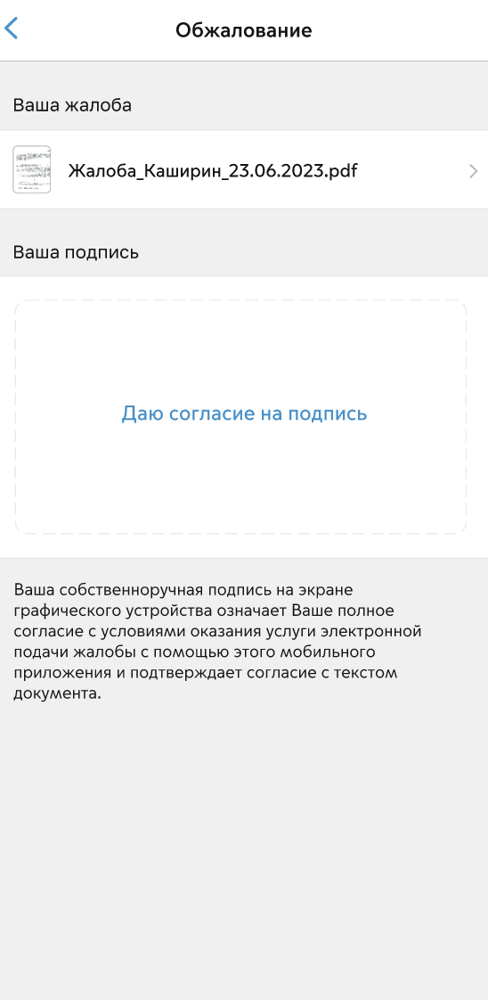 Обжалование
Ваша жалоба
Жалоба_Каширин_23.06.2023.pdf
Ваша подпись
Даю согласие на подпись
Ваша собственноручная подпись на экране
графического устройства означает Ваше полное
согласие с условиями оказания услуги электронной
подачи жалобы с помощью этого мобильного
приложения и подтверждает согласие с текстом
документа.